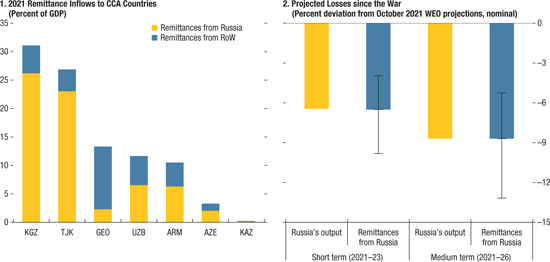 1. 2021 Remittance Inflows to CCA Countries
(Percent of GDP)
35
30
25
20
15
10
5
0
Remittances from Russia
Remittances from RoW
KGZ TJK GEO UZB ARM AZE KAZ
2. Projected Losses since the War
(Percent deviation from October 2021 WEO projections, nominal)
0
–3
–6
–9
–12
–15
Russia's output Remittances from Russia Russia's output Remittances from Russia
Short term (2021–23) Medium term (2021–26)